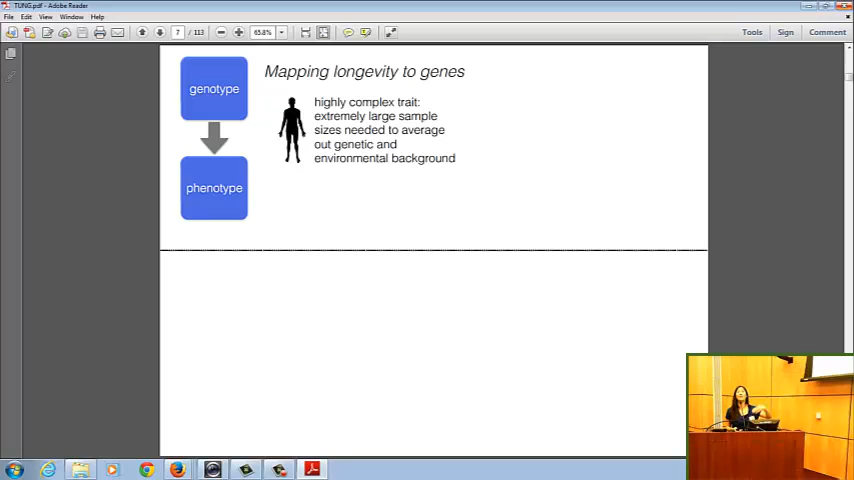 TUNG.pdf - Adobe Reader
File Edit View Window Help
7 / 113 65.8% Tools Sign Comment
Mapping longevity to genes
genotype
highly complex trait:
extremely large sample
sizes needed to average
out genetic and
environmental background
phenotype